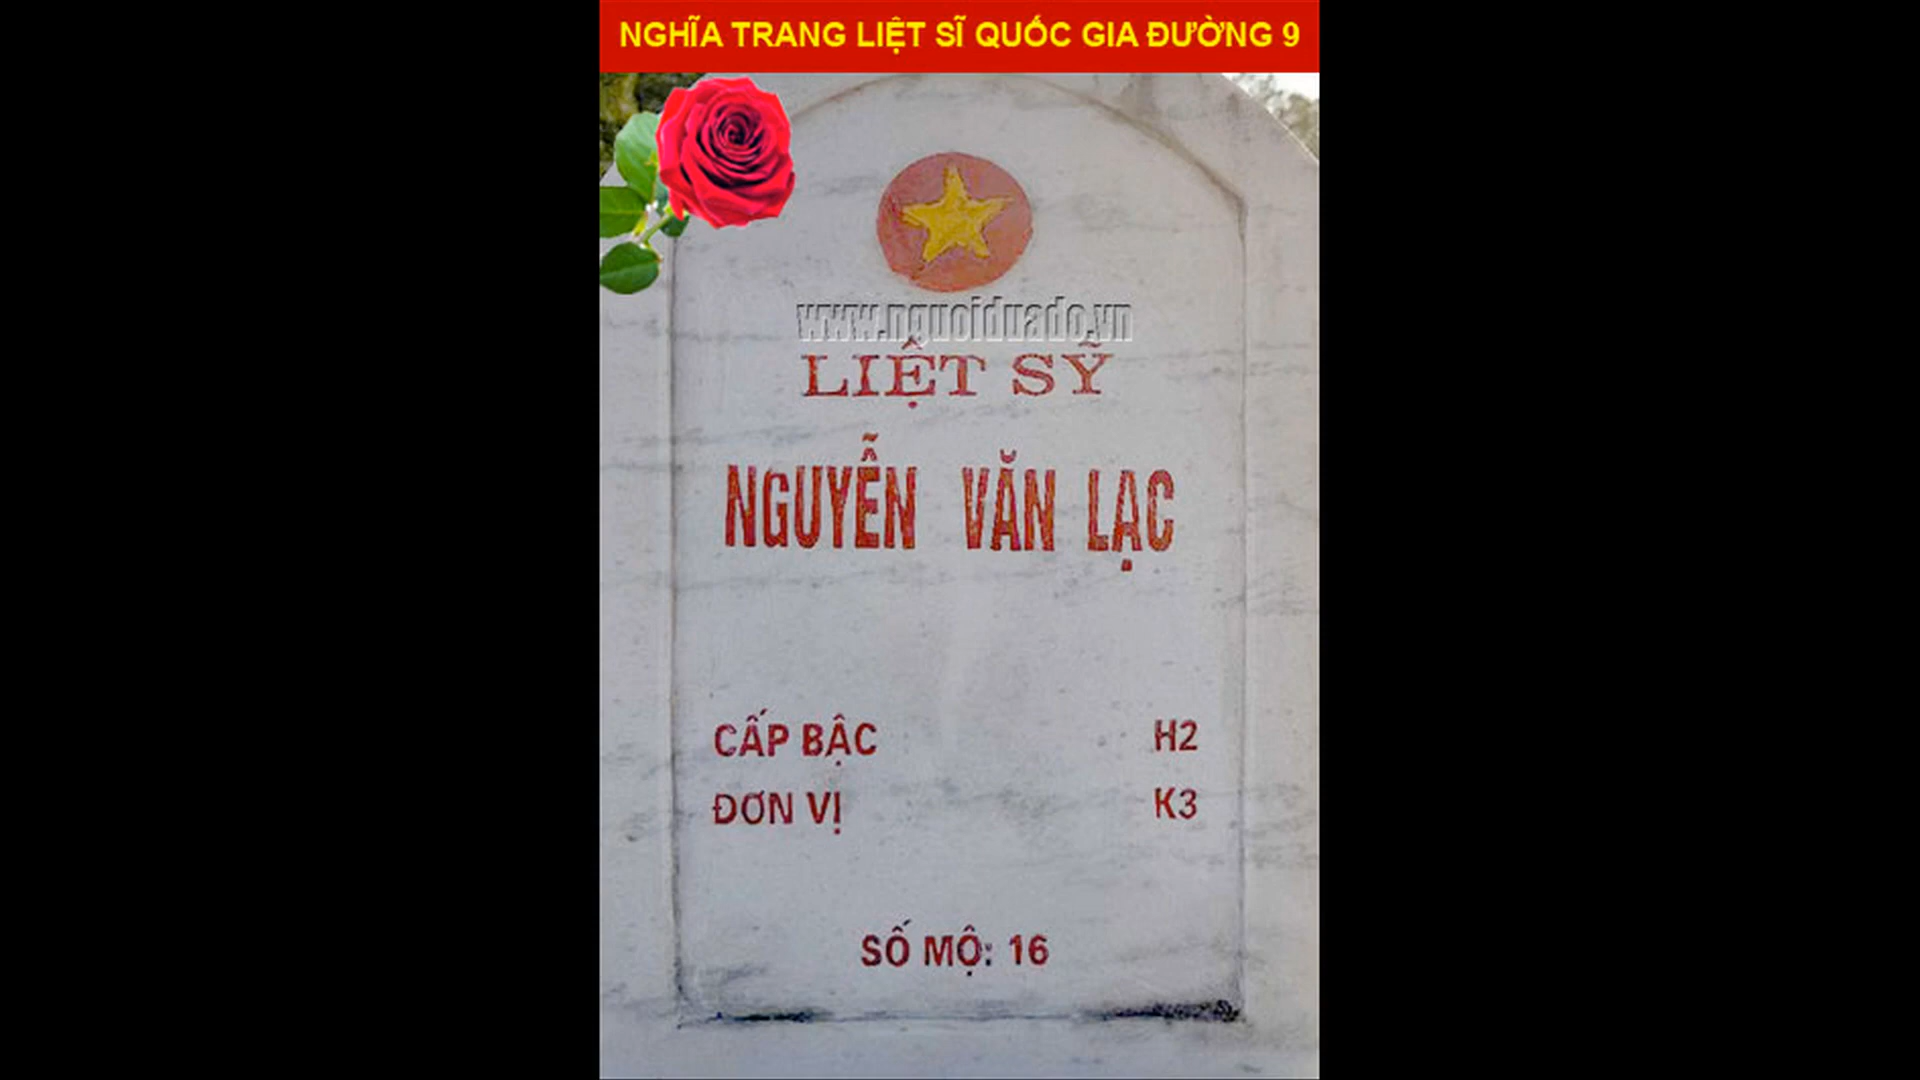 NGHĨA TRANG LIỆT SĨ QUỐC GIA ĐƯỜNG 9
www.nguoiduado.vn
LIỆT SỸ
NGUYỄN VĂN LẠC
CẤP BẬC H2
ĐƠN VỊ K3
SỐ MỘ: 16